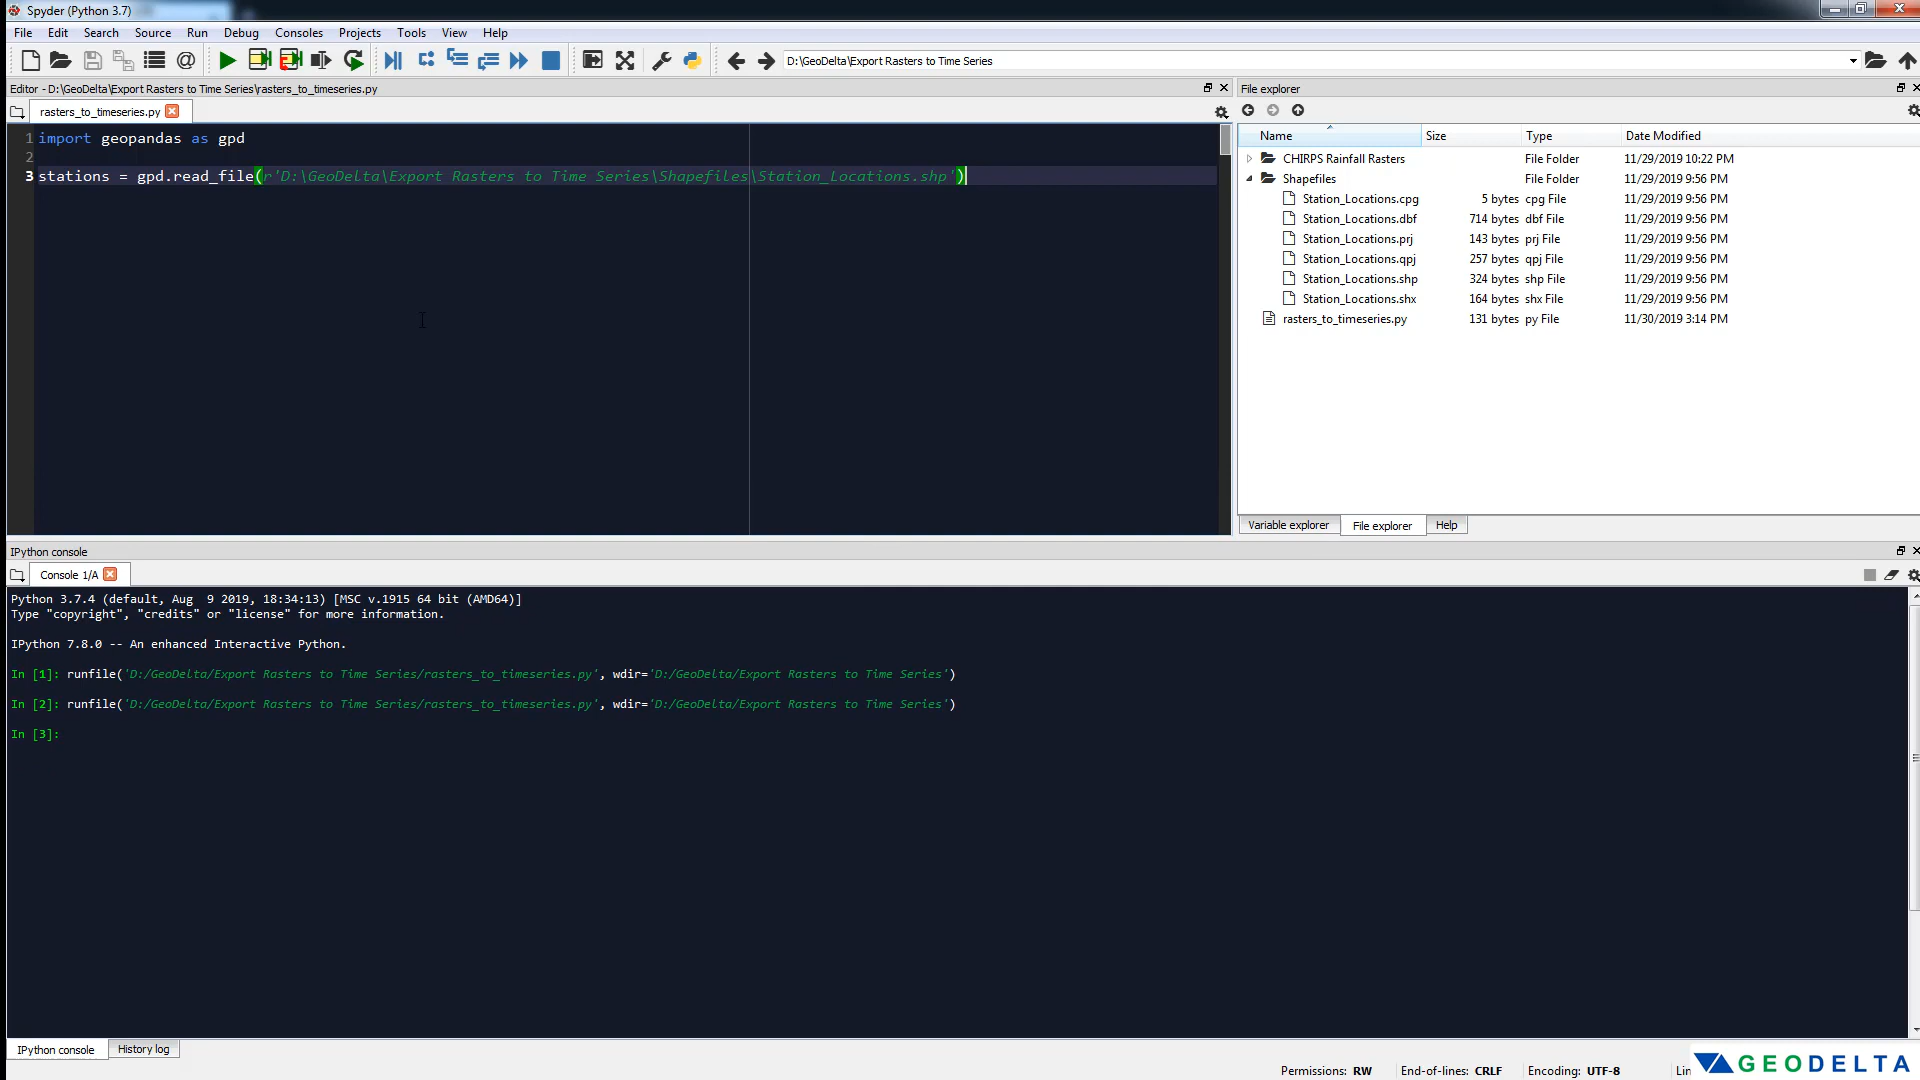 Spyder (Python 3.7)
File Edit Search Source Run Debug Consoles Projects Tools View Help
D:\GeoDelta\Export Rasters to Time Series
Editor - D:\GeoDelta\Export Rasters to Time Series\rasters_to_timeseries.py
rasters_to_timeseries.py
1 import geopandas as gpd
2
3 stations = gpd.read_file(r'D:\GeoDelta\Export Rasters to Time Series\Shapefiles\Station_Locations.shp')
File explorer
Name Size Type Date Modified
CHIRPS Rainfall Rasters File Folder 11/29/2019 10:22 PM
Shapefiles File Folder 11/29/2019 9:56 PM
Station_Locations.cpg 5 bytes cpg File 11/29/2019 9:56 PM
Station_Locations.dbf 714 bytes dbf File 11/29/2019 9:56 PM
Station_Locations.prj 143 bytes prj File 11/29/2019 9:56 PM
Station_Locations.qpj 257 bytes qpj File 11/29/2019 9:56 PM
Station_Locations.shp 324 bytes shp File 11/29/2019 9:56 PM
Station_Locations.shx 164 bytes shx File 11/29/2019 9:56 PM
rasters_to_timeseries.py 131 bytes py File 11/30/2019 3:14 PM
Variable explorer File explorer Help
IPython console
Console 1/A
Python 3.7.4 (default, Aug 9 2019, 18:34:13) [MSC v.1915 64 bit (AMD64)]
Type "copyright", "credits" or "license" for more information.
IPython 7.8.0 -- An enhanced Interactive Python.
In [1]: runfile('D:/GeoDelta/Export Rasters to Time Series/rasters_to_timeseries.py', wdir='D:/GeoDelta/Export Rasters to Time Series')
In [2]: runfile('D:/GeoDelta/Export Rasters to Time Series/rasters_to_timeseries.py', wdir='D:/GeoDelta/Export Rasters to Time Series')
In [3]:
IPython console History log
Permissions: RW End-of-lines: CRLF Encoding: UTF-8
GEODELTA